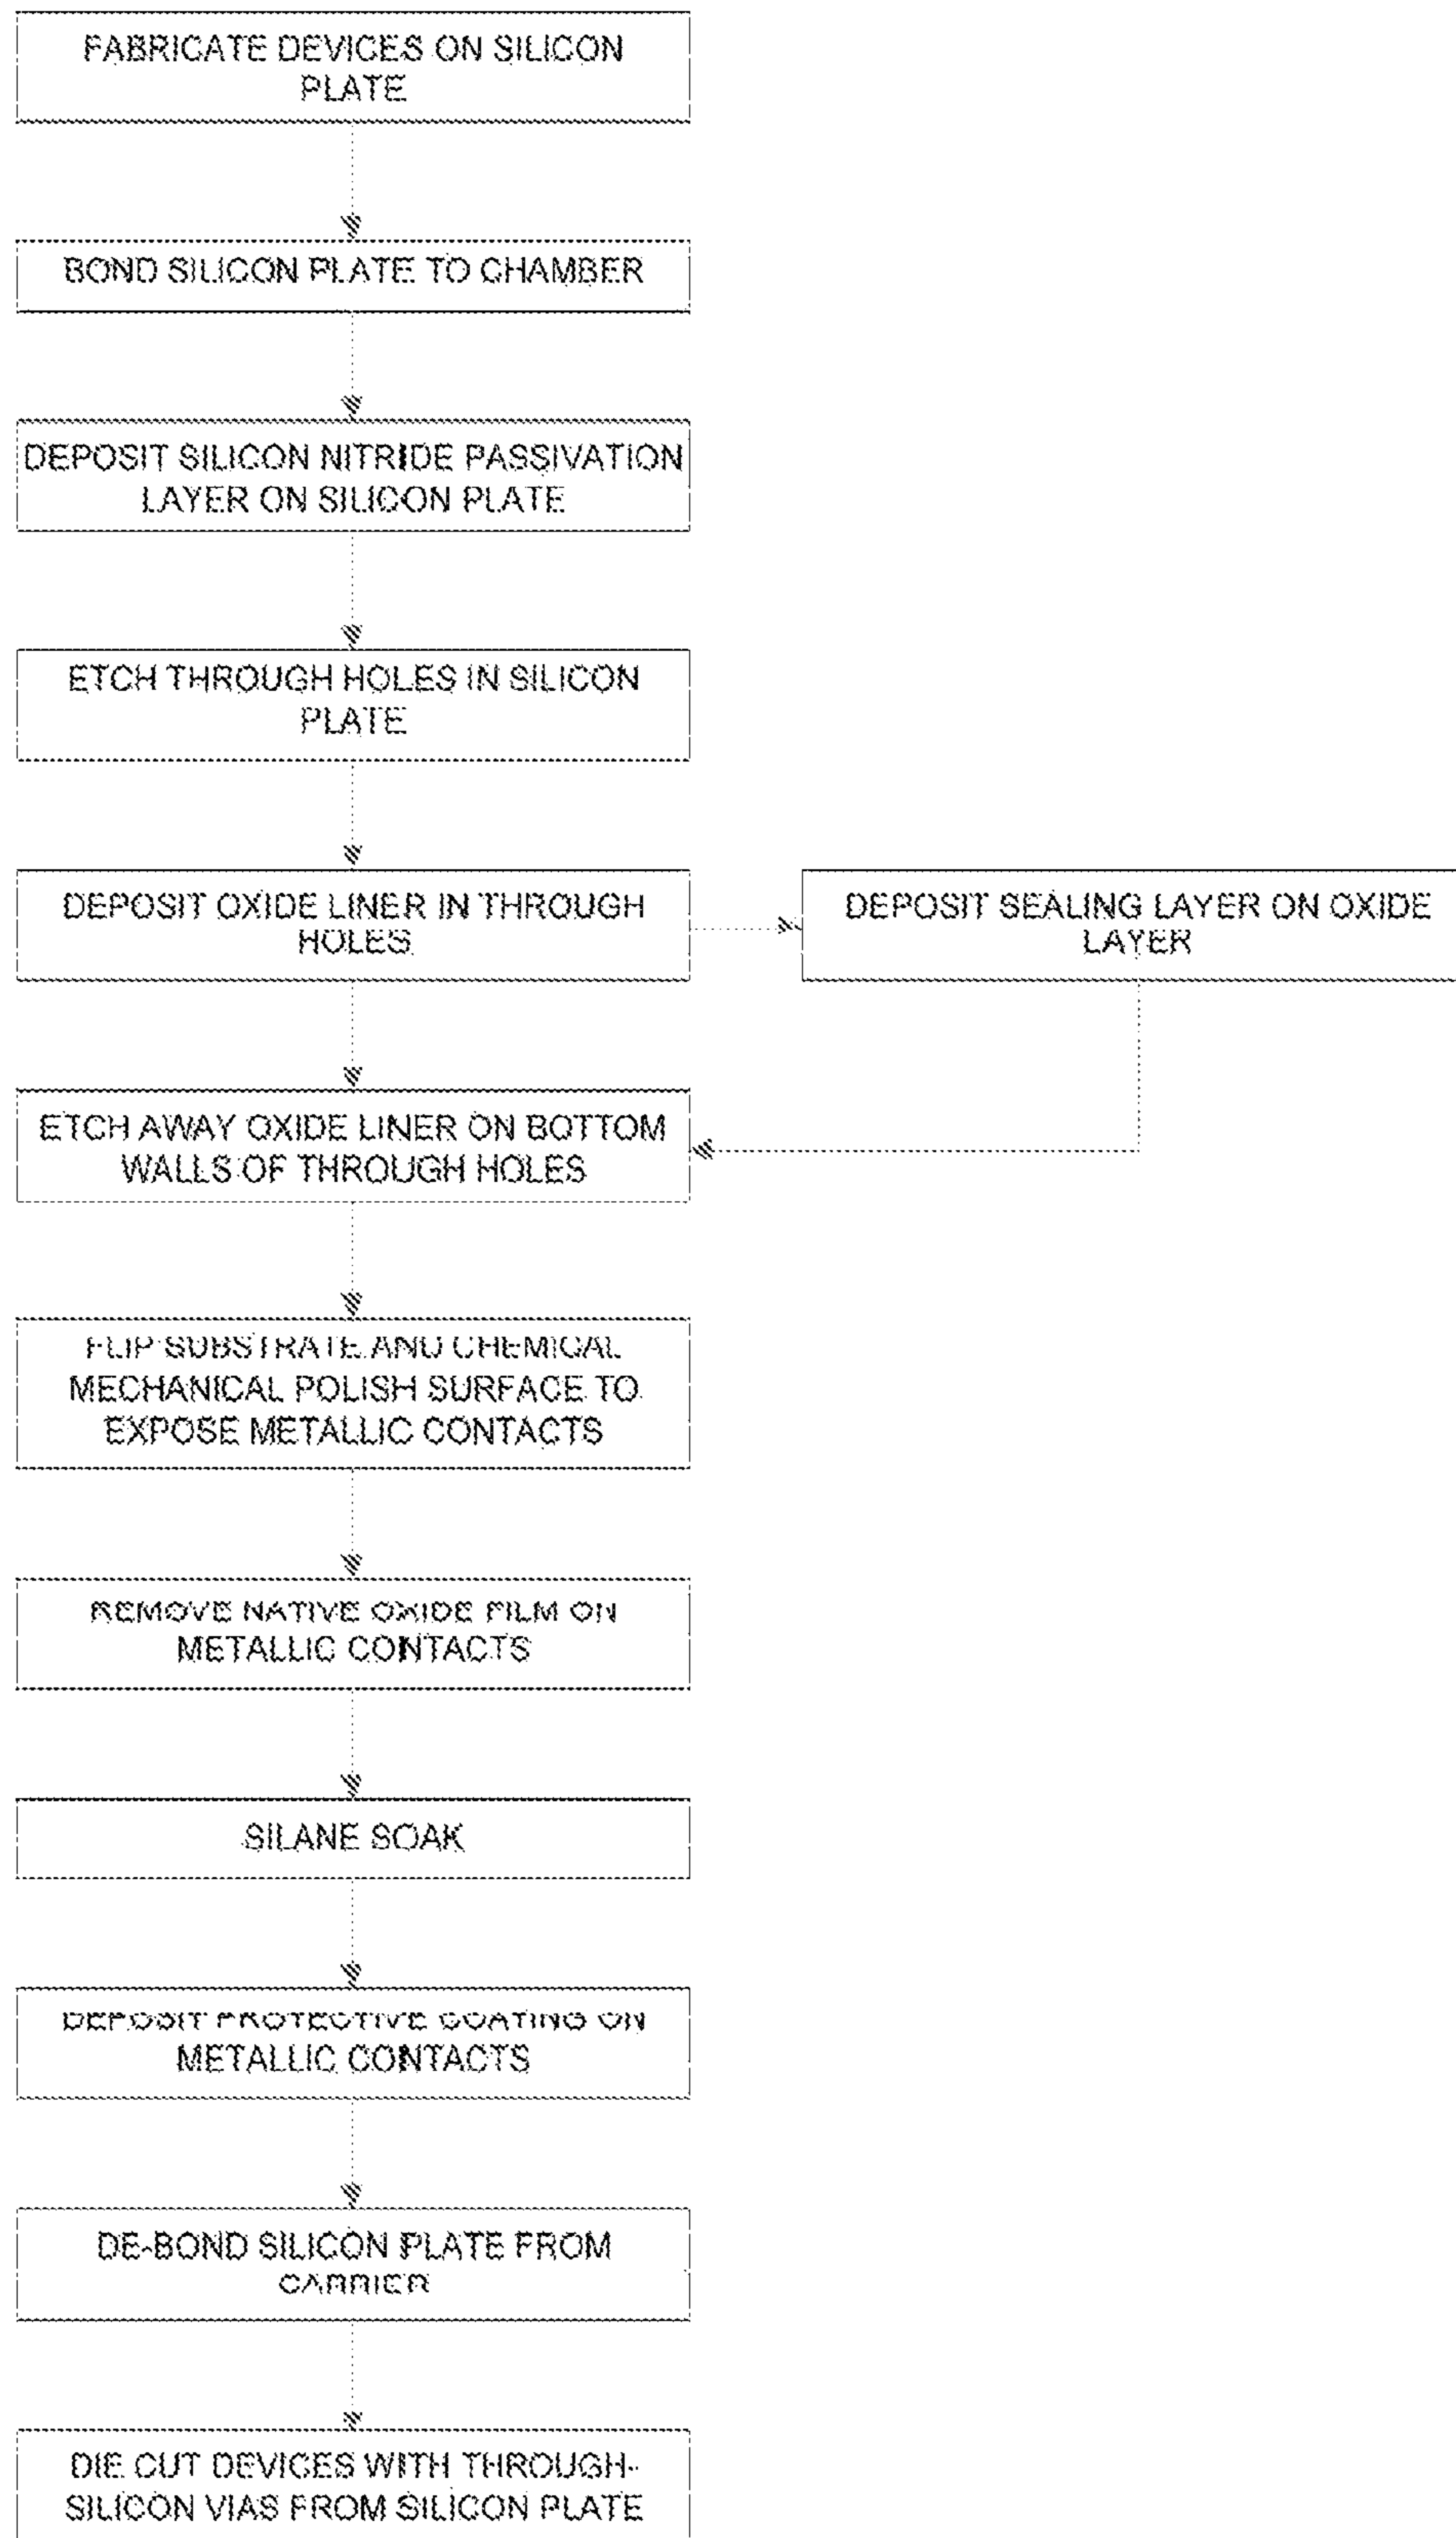 FABRICATE DEVICES ON SILICON
PLATE
BOND SILICON PLATE TO CHAMBER
DEPOSIT SILICON NITRIDE PASSIVATION
LAYER ON SILICON PLATE
ETCH THROUGH HOLES IN SILICON
PLATE
DEPOSIT OXIDE LINER IN THROUGH
HOLES
DEPOSIT SEALING LAYER ON OXIDE
LAYER
ETCH AWAY OXIDE LINER ON BOTTOM
WALLS OF THROUGH HOLES
FLIP SUBSTRATE AND CHEMICAL
MECHANICAL POLISH SURFACE TO
EXPOSE METALLIC CONTACTS
REMOVE NATIVE OXIDE FILM ON
METALLIC CONTACTS
SILANE SOAK
DEPOSIT PROTECTIVE COATING ON
METALLIC CONTACTS
DE-BOND SILICON PLATE FROM
CARRIER
DIE CUT DEVICES WITH THROUGH-
SILICON VIAS FROM SILICON PLATE